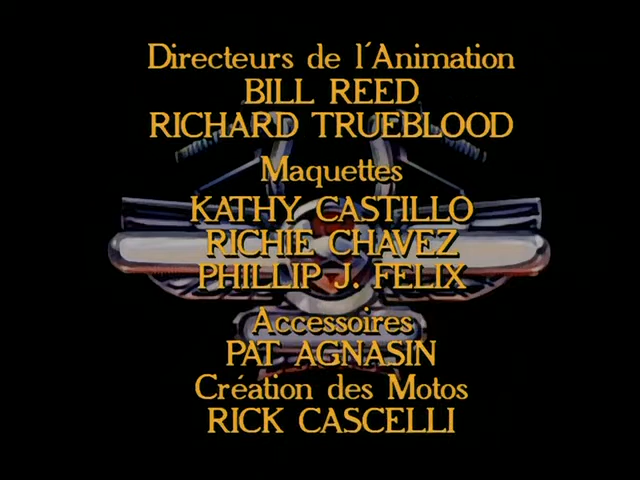 Directeurs de l´Animation
BILL REED
RICHARD TRUEBLOOD
Maquettes
KATHY CASTILLO
RICHIE CHAVEZ
PHILLIP J. FELIX
Accessoires
PAT AGNASIN
Création des Motos
RICK CASCELLI